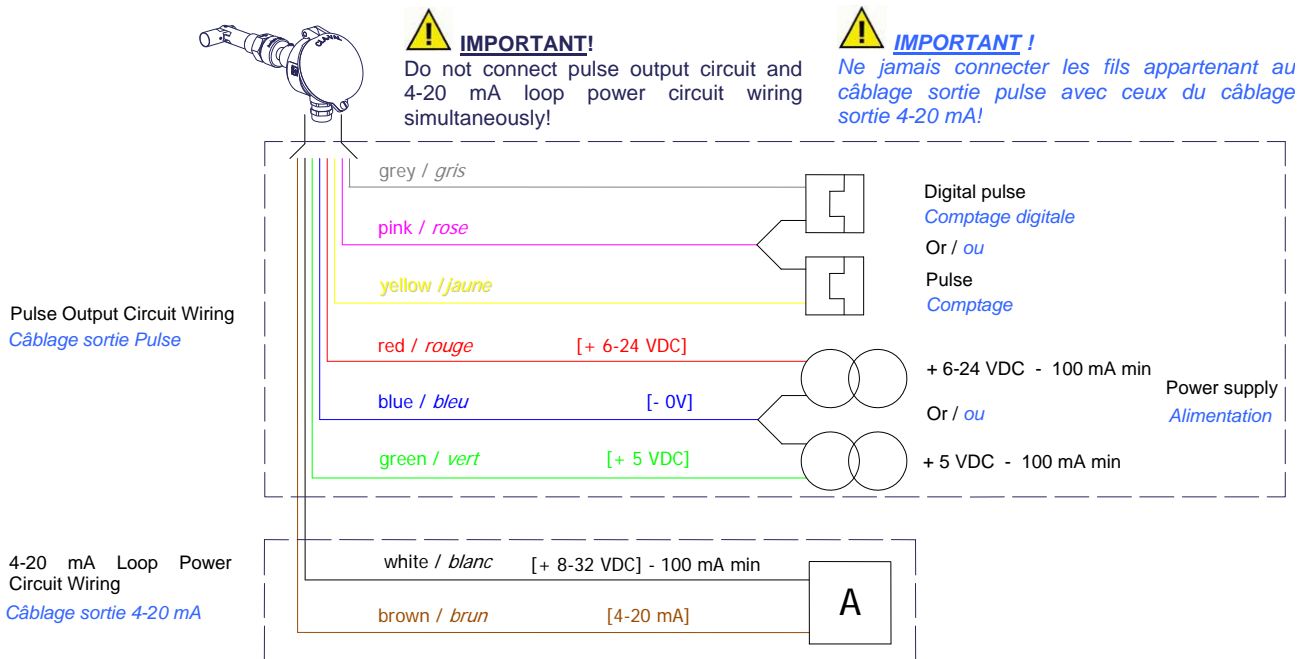 IMPORTANT!
Do not connect pulse output circuit and
4-20 mA loop power circuit wiring
simultaneously!
IMPORTANT !
Ne jamais connecter les fils appartenant au
câblage sortie pulse avec ceux du câblage
sortie 4-20 mA!
Pulse Output Circuit Wiring
Câblage sortie Pulse
grey / gris
pink / rose
yellow / jaune
red / rouge [+ 6-24 VDC]
blue / bleu [- 0V]
green / vert [+ 5 VDC]
Digital pulse
Comptage digitale
Or / ou
Pulse
Comptage
+ 6-24 VDC - 100 mA min
Or / ou
+ 5 VDC - 100 mA min
Power supply
Alimentation
4-20 mA Loop Power
Circuit Wiring
Câblage sortie 4-20 mA
white / blanc [+ 8-32 VDC] - 100 mA min
brown / brun [4-20 mA]
A